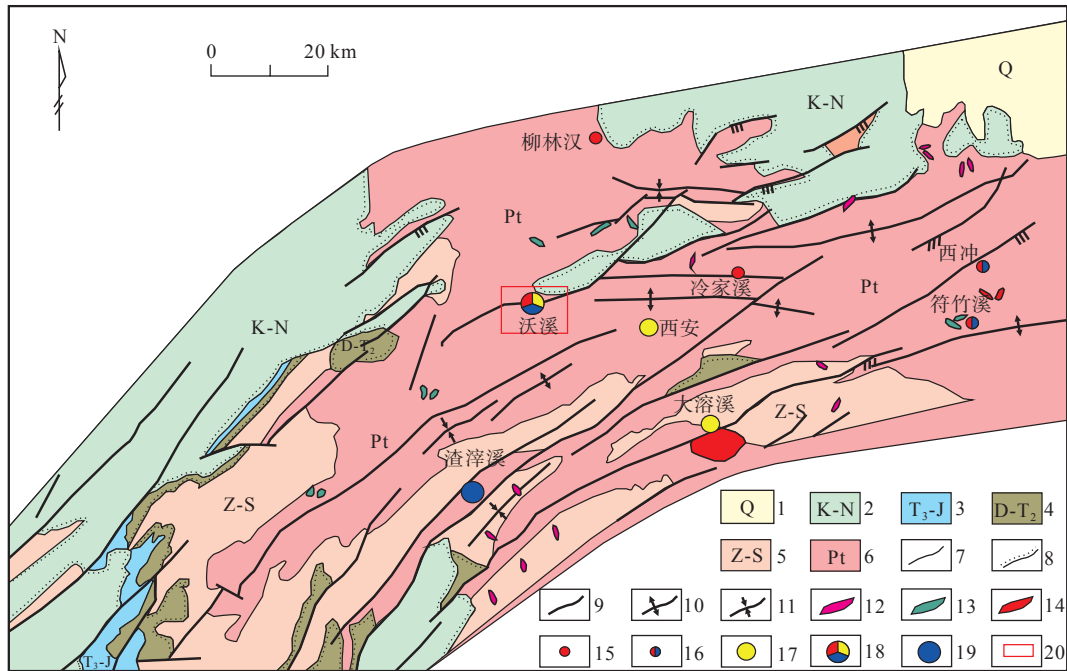 N
0 20 km
Q
K-N
柳林汉
Pt
西冲
冷家溪
Pt
符竹溪
沃溪
西安
K-N
D-T₂
大溶溪
Z-S
Pt
渣滓溪
Z-S
T₃-J
Q 1 K-N 2 T₃-J 3 D-T₂ 4
Z-S 5 Pt 6 7 8
9 10 11 12 13 14
15 16 17 18 19 20